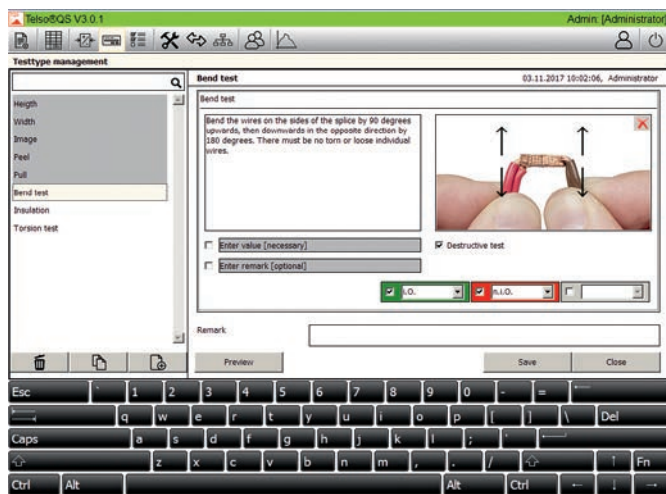 Telso®QS V3.0.1
Admin: [Administrator]
Testtype management
Bend test
03.11.2017 10:02:06, Administrator
Heigth
Width
Image
Peel
Pull
Bend test
Insulation
Torsion test
Bend test
Bend the wires on the sides of the splice by 90 degrees
upwards, then downwards in the opposite direction by
180 degrees. There must be no torn or loose individual
wires.
Enter value [necessary]
Destructive test
Enter remark [optional]
i.O.
n.i.O.
Remark
Preview
Save
Close
Esc ` 1 2 3 4 5 6 7 8 9 0 - =
q w e r t y u i o p [ ] \ Del
Caps a s d f g h j k l ; '
z x c v b n m , . / Fn
Ctrl Alt Alt Ctrl